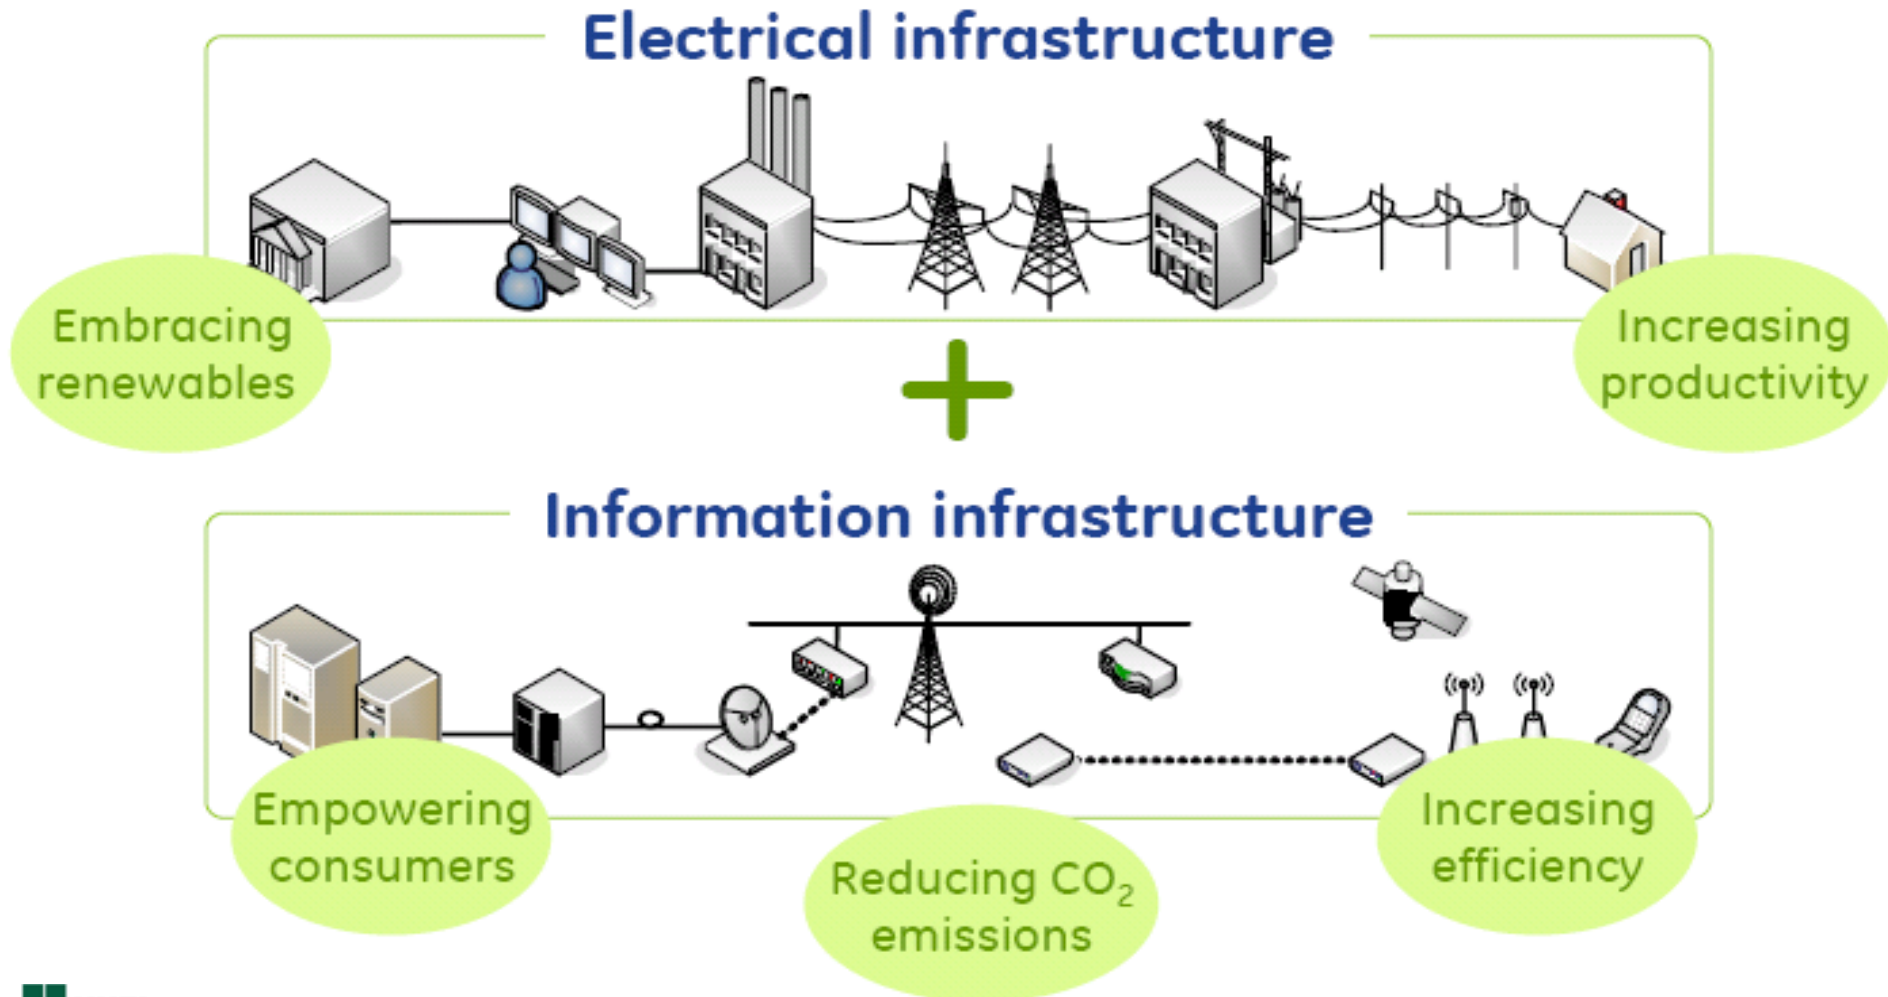 Electrical infrastructure
Embracing
renewables
Increasing
productivity
Information infrastructure
Empowering
consumers
Reducing CO₂
emissions
Increasing
efficiency